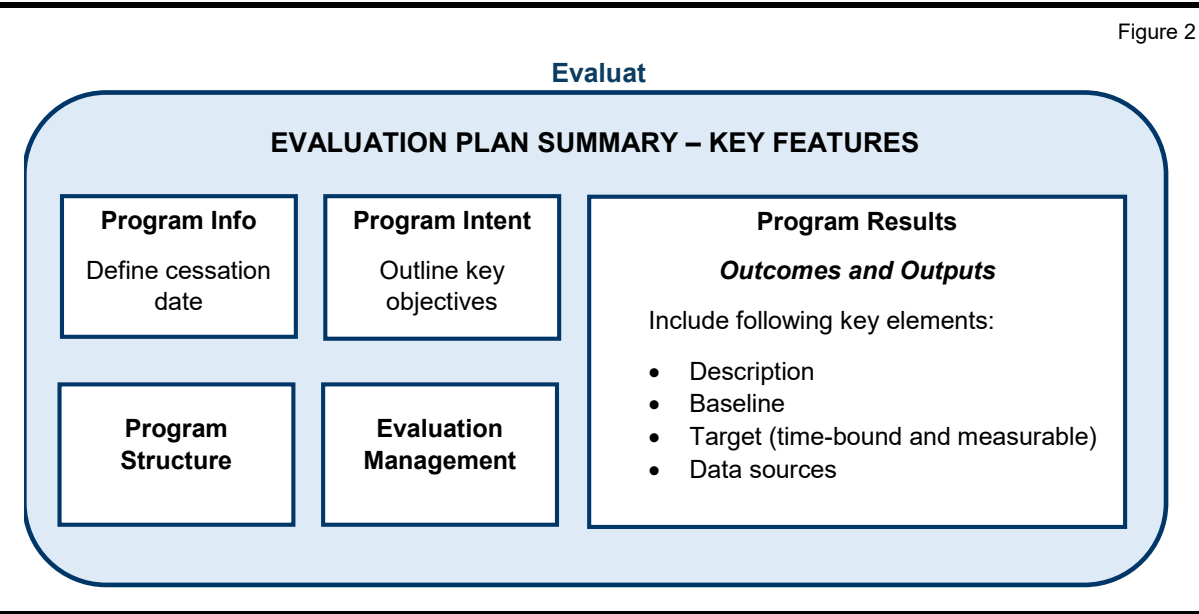 Figure 2
Evaluat
EVALUATION PLAN SUMMARY – KEY FEATURES
Program Info
Define cessation
date
Program Intent
Outline key
objectives
Program
Structure
Evaluation
Management
Program Results
Outcomes and Outputs
Include following key elements:
• Description
• Baseline
• Target (time-bound and measurable)
• Data sources